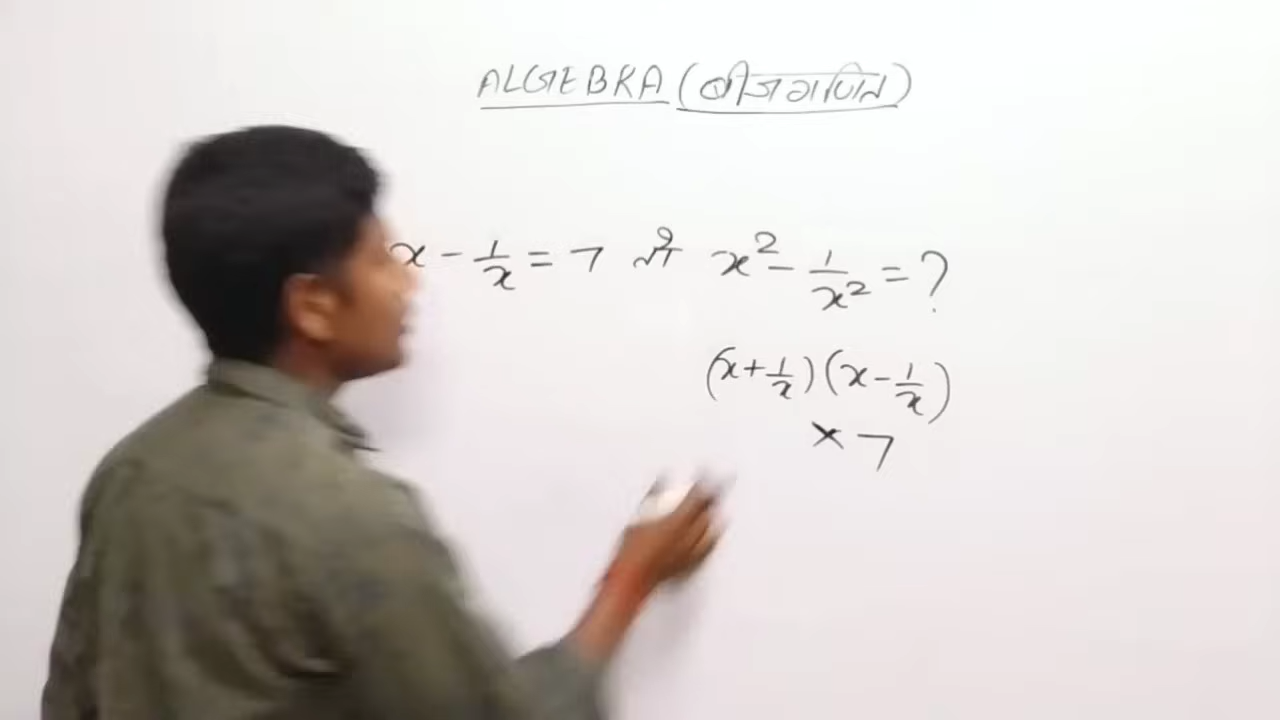 ALGEBRA (बीजगणित)
x - 1/x = 7 तो x² - 1/x² = ?
(x + 1/x) (x - 1/x)
× 7